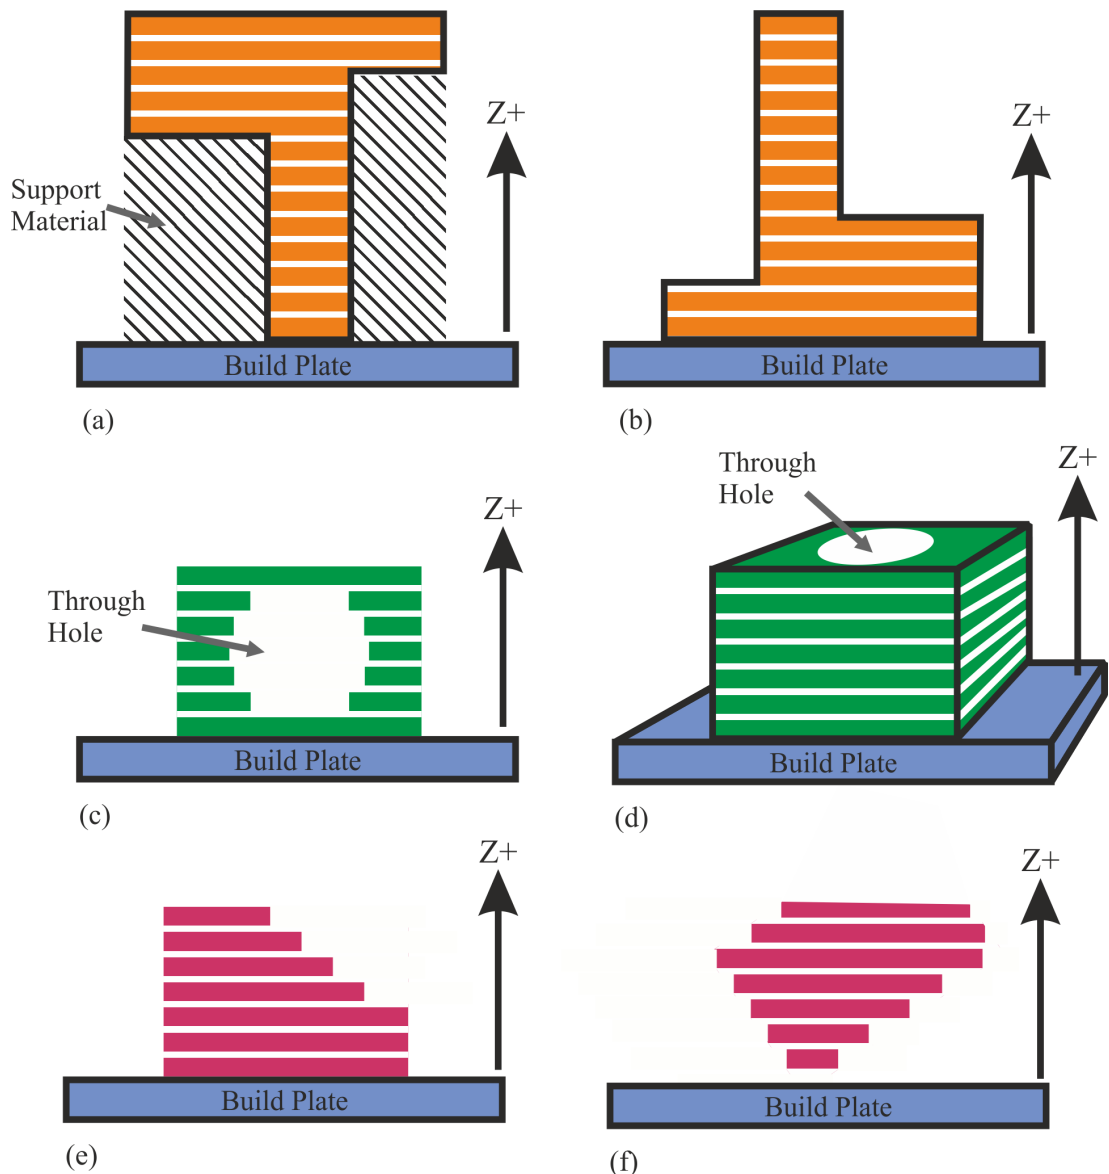 Z+
Z+
Support
Material
Build Plate
Build Plate
(a)
(b)
Through
Hole
Z+
Z+
Through
Hole
Build Plate
Build Plate
(c)
(d)
Z+
Z+
Build Plate
Build Plate
(e)
(f)